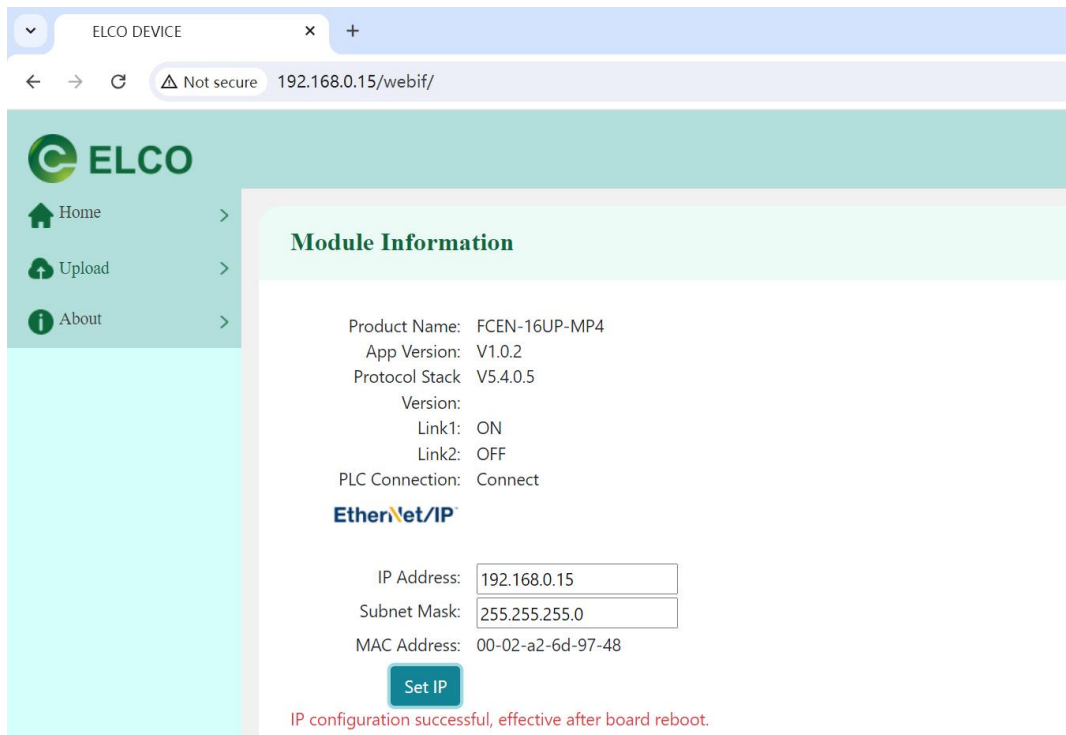 ELCO DEVICE
Not secure 192.168.0.15/webif/
ELCO
Home
Upload
About
Module Information
Product Name: FCEN-16UP-MP4
App Version: V1.0.2
Protocol Stack V5.4.0.5
Version:
Link1: ON
Link2: OFF
PLC Connection: Connect
EtherNet/IP
IP Address: 192.168.0.15
Subnet Mask: 255.255.255.0
MAC Address: 00-02-a2-6d-97-48
Set IP
IP configuration successful, effective after board reboot.